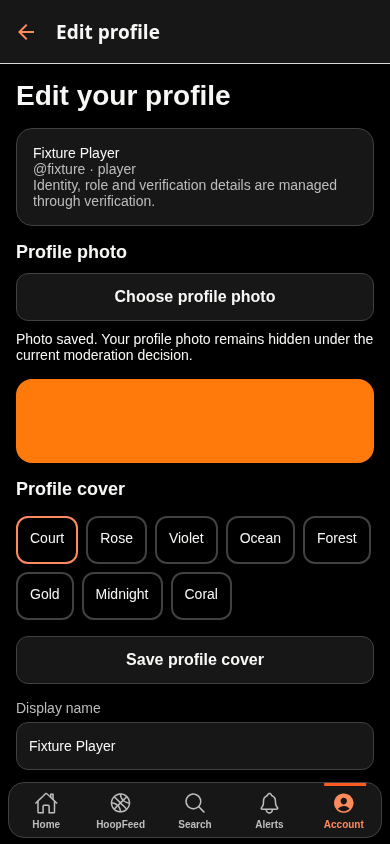 Edit profile
Edit your profile
Fixture Player
@fixture · player
Identity, role and verification details are managed
through verification.
Profile photo
Choose profile photo
Photo saved. Your profile photo remains hidden under the
current moderation decision.
Profile cover
Court Rose Violet Ocean Forest
Gold Midnight Coral
Save profile cover
Display name
Fixture Player
Home HoopFeed Search Alerts Account